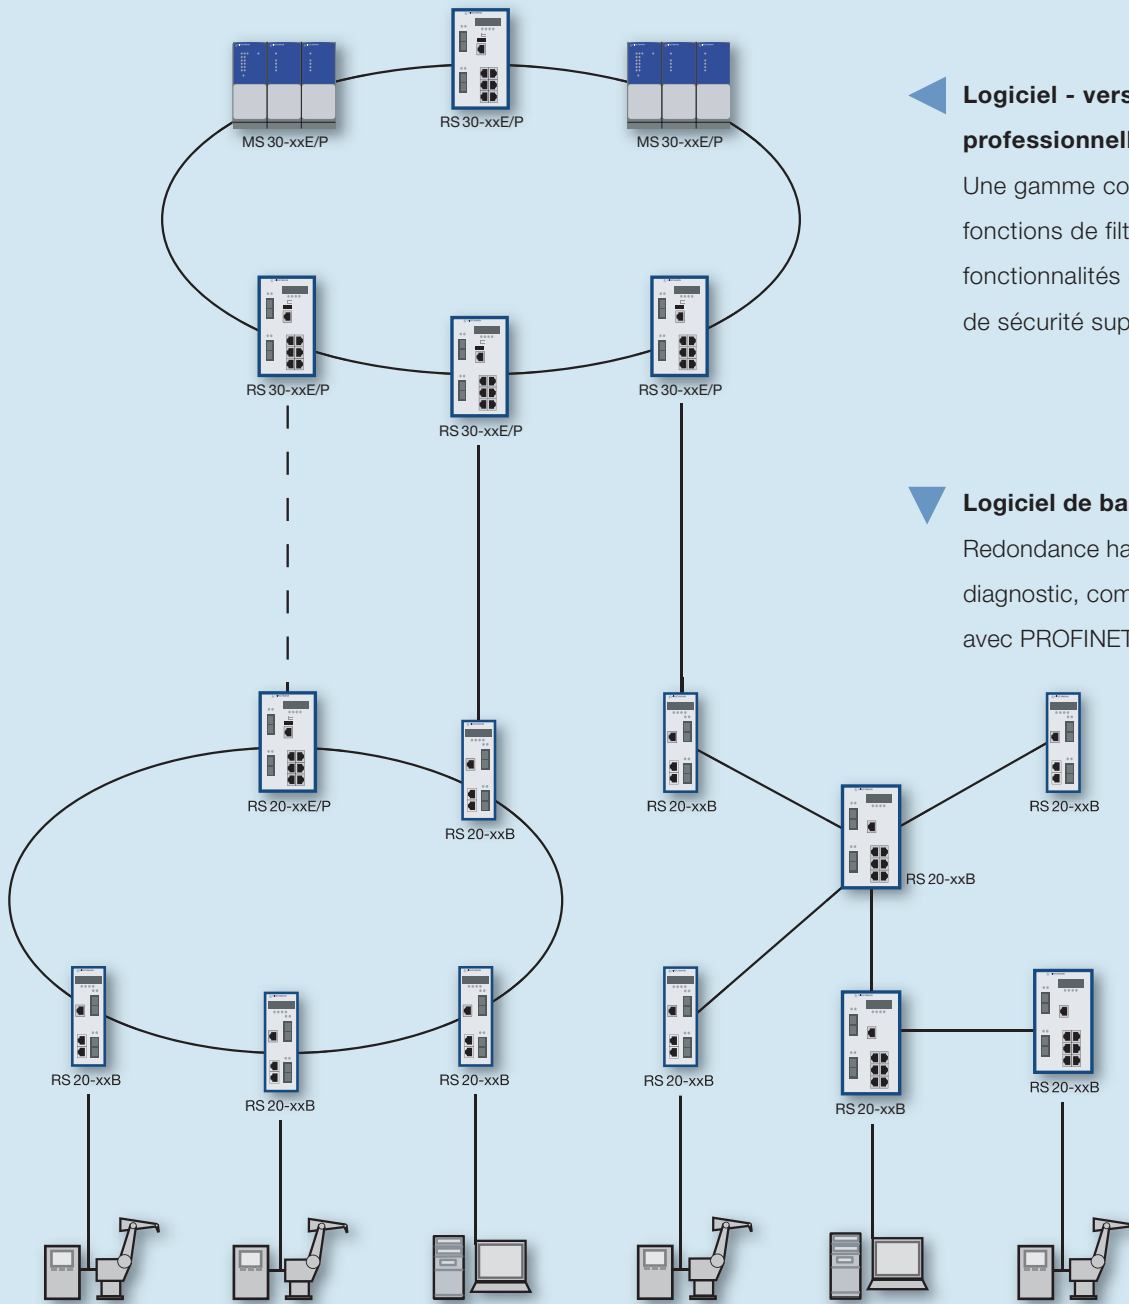 RS 30-xxE/P
MS 30-xxE/P
MS 30-xxE/P
Logiciel - vers
professionnell
Une gamme co
fonctions de filt
fonctionnalités
de sécurité sup
RS 30-xxE/P
RS 30-xxE/P
RS 30-xxE/P
Logiciel de ba
Redondance ha
diagnostic, com
avec PROFINET
RS 20-xxE/P
RS 20-xxB
RS 20-xxB
RS 20-xxB
RS 20-xxB
RS 20-xxB
RS 20-xxB
RS 20-xxB
RS 20-xxB
RS 20-xxB
RS 20-xxB